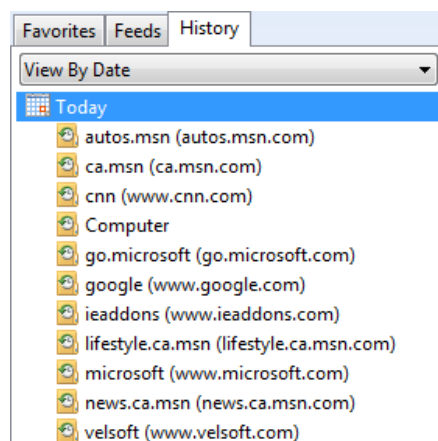 Favorites Feeds History
View By Date
Today
autos.msn (autos.msn.com)
ca.msn (ca.msn.com)
cnn (www.cnn.com)
Computer
go.microsoft (go.microsoft.com)
google (www.google.com)
ieaddons (www.ieaddons.com)
lifestyle.ca.msn (lifestyle.ca.msn.com)
microsoft (www.microsoft.com)
news.ca.msn (news.ca.msn.com)
velsoft (www.velsoft.com)